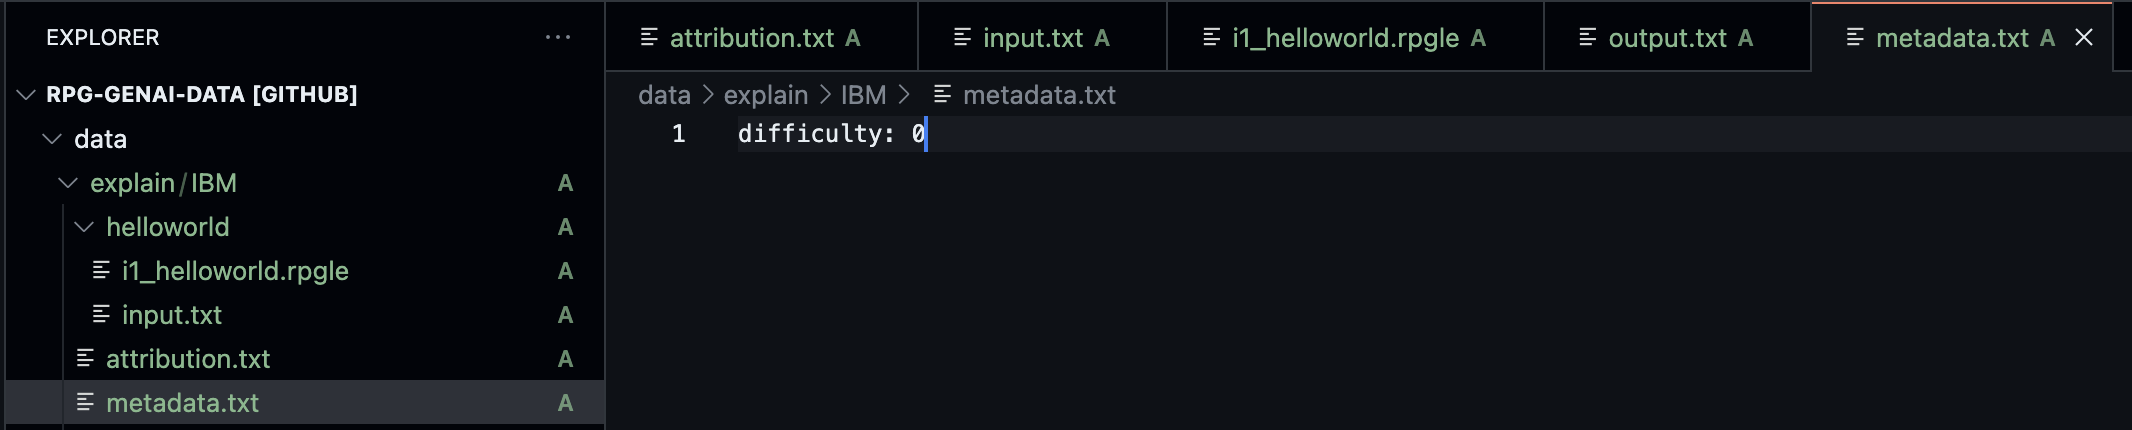 EXPLORER ...
RPG-GENAI-DATA [GITHUB]
data
explain/IBM A
helloworld A
i1_helloworld.rpgle A
input.txt A
attribution.txt A
metadata.txt A
attribution.txt A input.txt A i1_helloworld.rpgle A output.txt A metadata.txt A
data > explain > IBM > metadata.txt
1 difficulty: 0